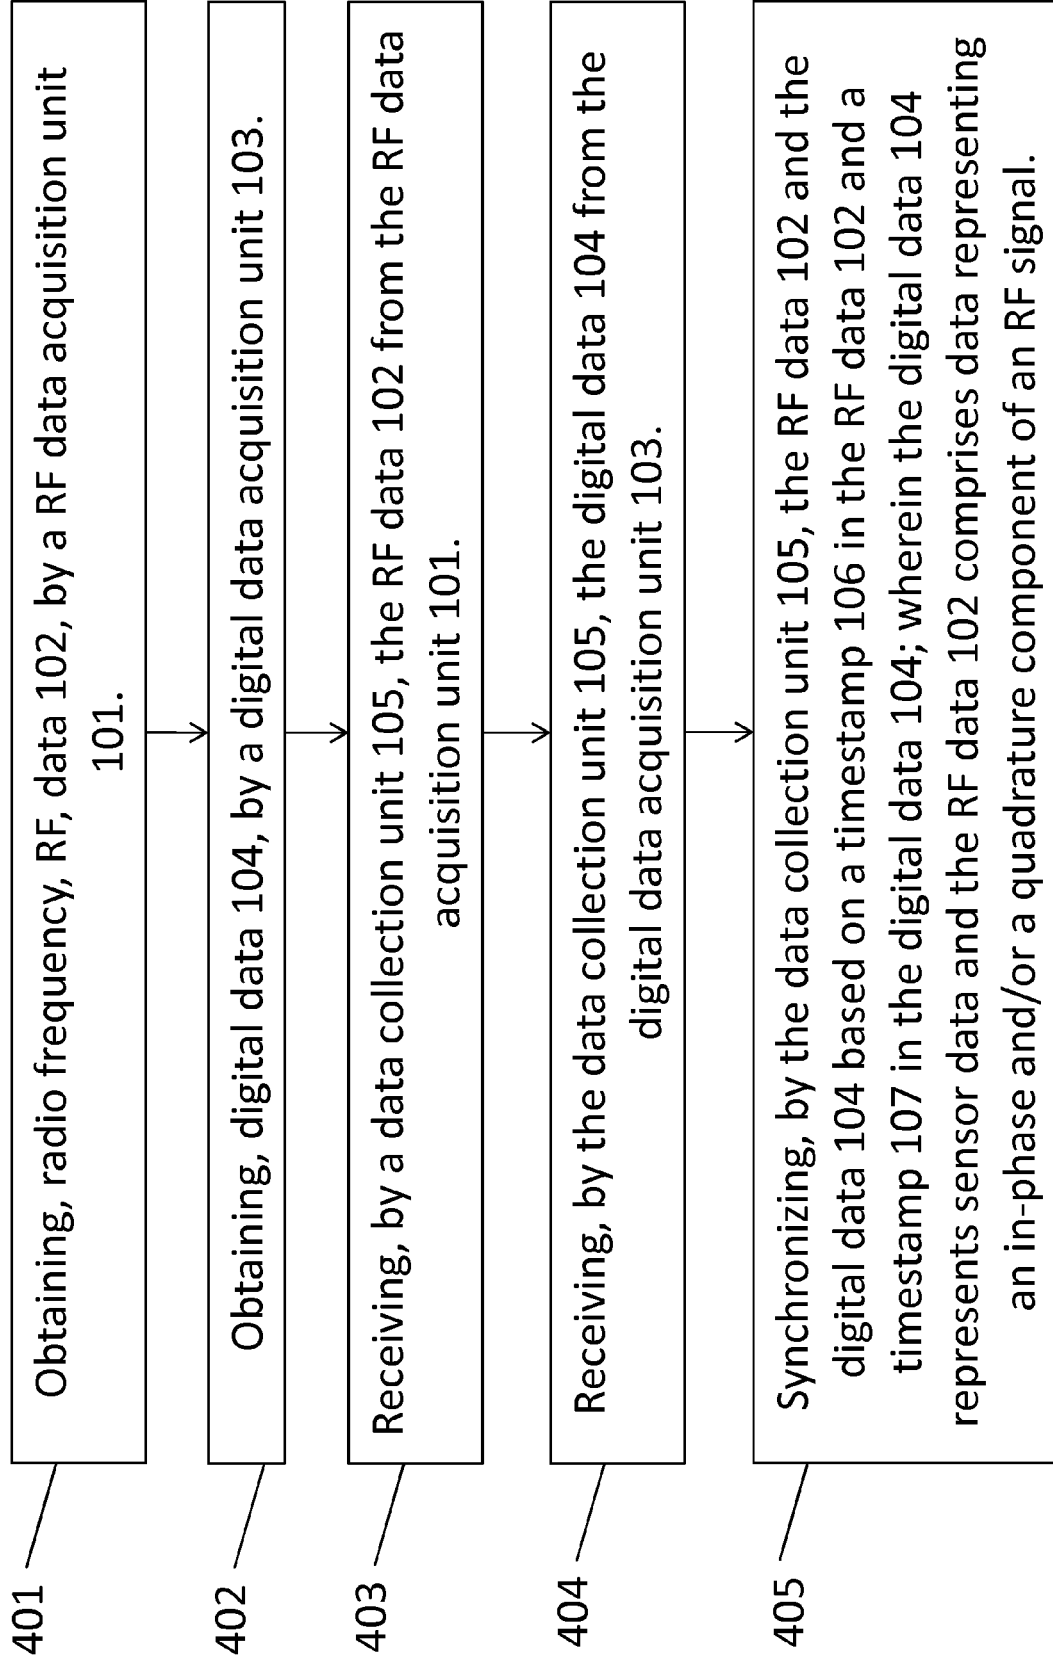 401
Obtaining, radio frequency, RF, data 102, by a RF data acquisition unit
101.
402
Obtaining, digital data 104, by a digital data acquisition unit 103.
403
Receiving, by a data collection unit 105, the RF data 102 from the RF data
acquisition unit 101.
404
Receiving, by the data collection unit 105, the digital data 104 from the
digital data acquisition unit 103.
405
Synchronizing, by the data collection unit 105, the RF data 102 and the
digital data 104 based on a timestamp 106 in the RF data 102 and a
timestamp 107 in the digital data 104; wherein the digital data 104
represents sensor data and the RF data 102 comprises data representing
an in-phase and/or a quadrature component of an RF signal.